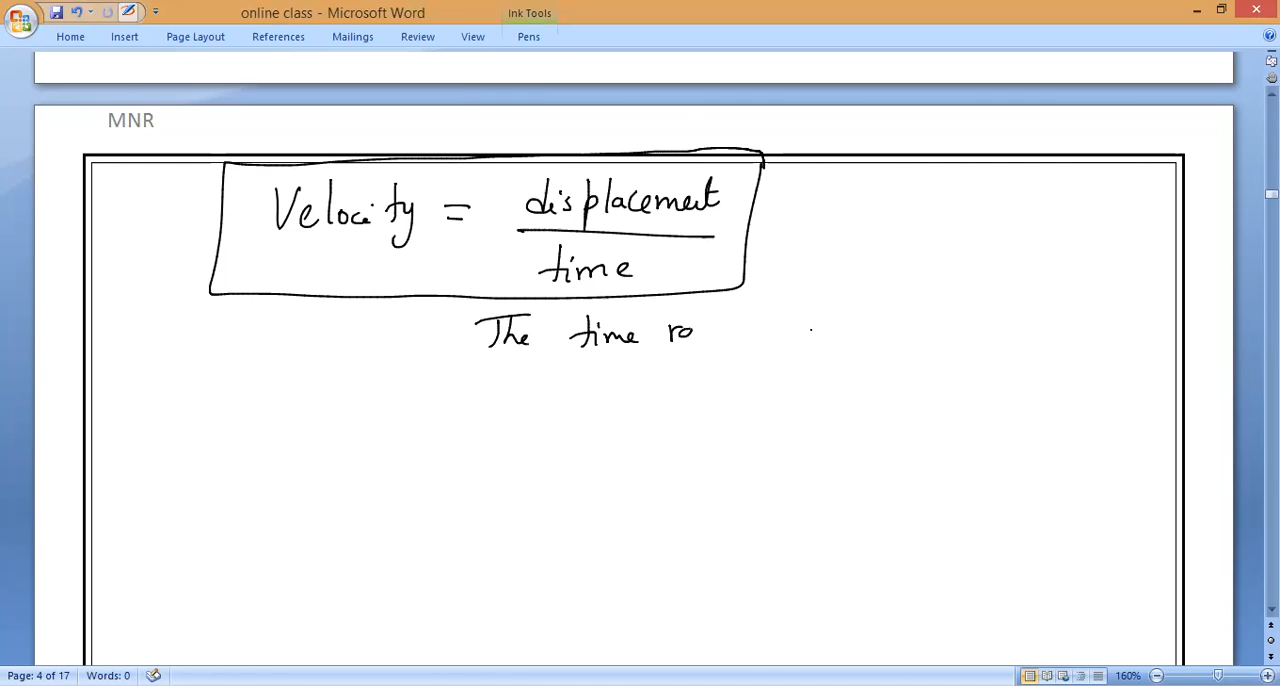 online class - Microsoft Word
Ink Tools
Home Insert Page Layout References Mailings Review View Pens
MNR
Velocity = displacement
time
The time ra
Page: 4 of 17 Words: 0 160%